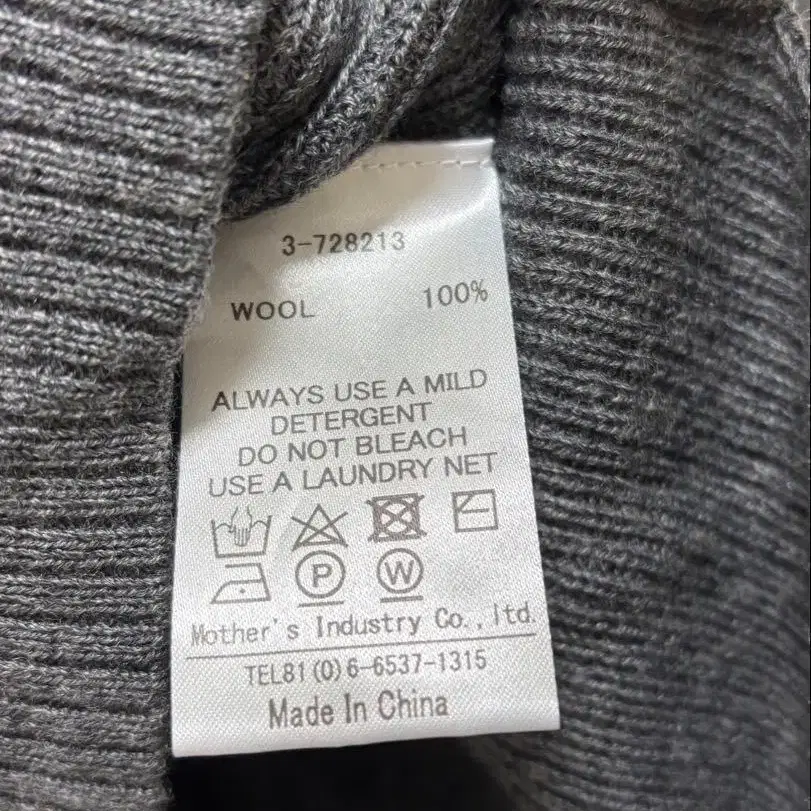 3-728213
WOOL 100%
ALWAYS USE A MILD
DETERGENT
DO NOT BLEACH
USE A LAUNDRY NET
P W
Mother's Industry Co.,ltd.
TEL81(0)6-6537-1315
Made In China